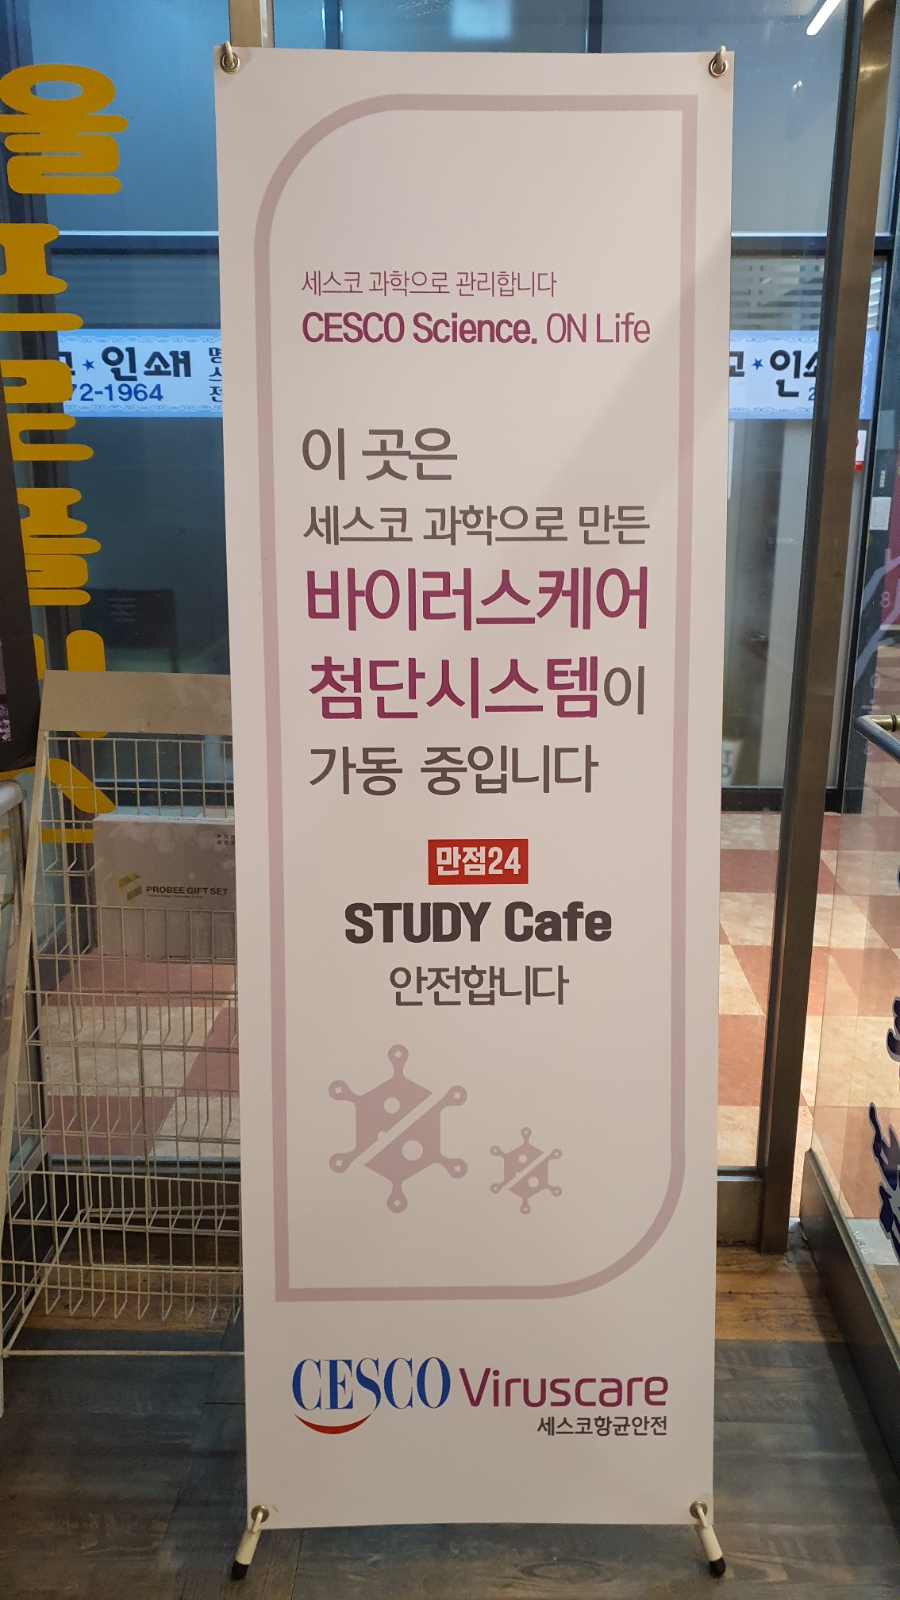 세스코 과학으로 관리합니다
CESCO Science. ON Life
이 곳은
세스코 과학으로 만든
바이러스케어
첨단시스템이
가동 중입니다
만점24
STUDY Cafe
안전합니다
CESCO Viruscare
세스코항균안전
인쇄
72-1964
PROBEE GIFT SET